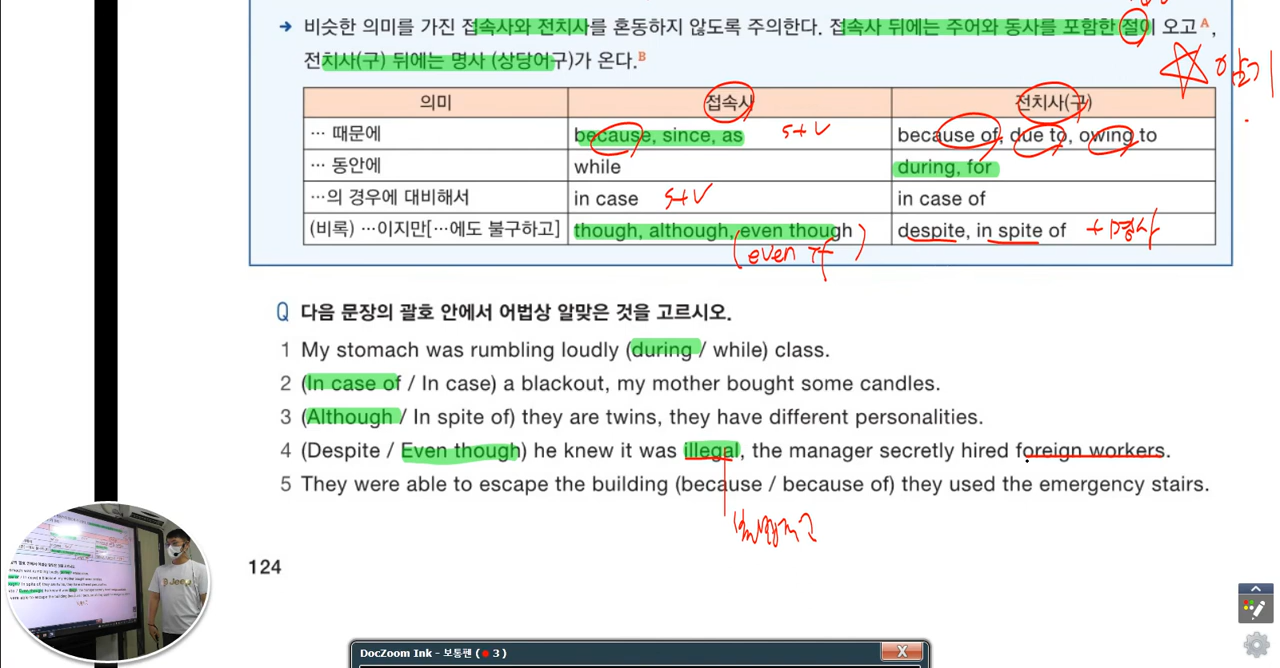 → 비슷한 의미를 가진 접속사와 전치사를 혼동하지 않도록 주의한다. 접속사 뒤에는 주어와 동사를 포함한 절이 오고A,
전치사(구) 뒤에는 명사 (상당어구)가 온다.B
의미 접속사 전치사(구)
… 때문에 because, since, as S+V because of, due to, owing to
… 동안에 while during, for
…의 경우에 대비해서 in case S+V in case of
(비록) …이지만[…에도 불구하고] though, although, even though despite, in spite of +명사
(even if)
Q 다음 문장의 괄호 안에서 어법상 알맞은 것을 고르시오.
1 My stomach was rumbling loudly (during / while) class.
2 (In case of / In case) a blackout, my mother bought some candles.
3 (Although / In spite of) they are twins, they have different personalities.
4 (Despite / Even though) he knew it was illegal, the manager secretly hired foreign workers.
5 They were able to escape the building (because / because of) they used the emergency stairs.
124
Jeep
DocZoom Ink - 보통펜 ( 3 )
X